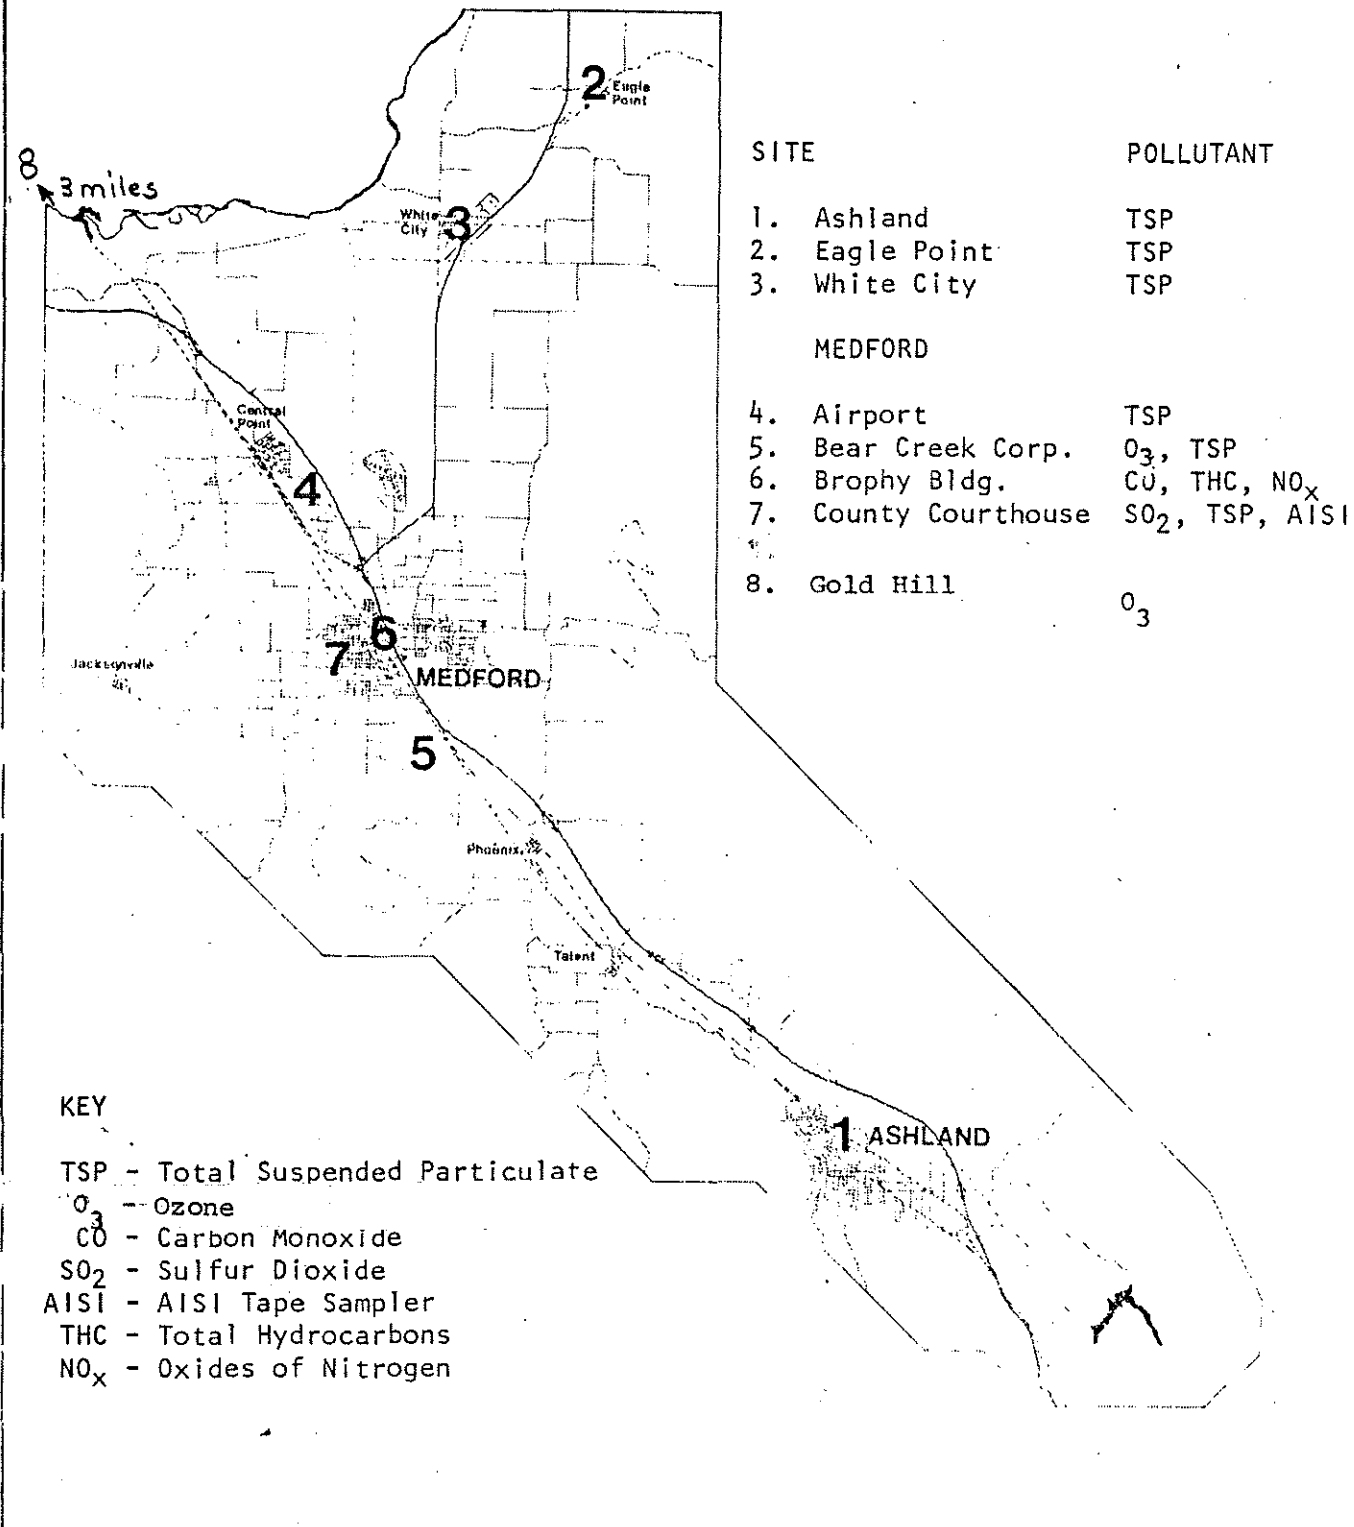 2 Eagle
Point
8
3 miles
White
City 3
Central
Point
4
6
7
MEDFORD
Jacksonville
5
Phoenix
Talent
1 ASHLAND
SITE POLLUTANT
1. Ashland TSP
2. Eagle Point TSP
3. White City TSP
MEDFORD
4. Airport TSP
5. Bear Creek Corp. O3, TSP
6. Brophy Bldg. CO, THC, NOx
7. County Courthouse SO2, TSP, AISI
8. Gold Hill O3
KEY
TSP - Total Suspended Particulate
O3 - Ozone
CO - Carbon Monoxide
SO2 - Sulfur Dioxide
AISI - AISI Tape Sampler
THC - Total Hydrocarbons
NOx - Oxides of Nitrogen